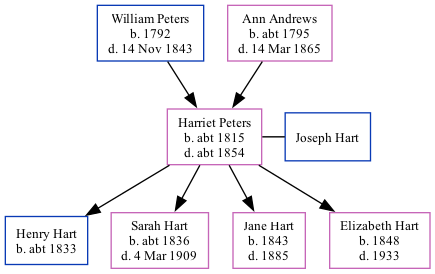 William Peters
b. 1792
d. 14 Nov 1843
Ann Andrews
b. abt 1795
d. 14 Mar 1865
Harriet Peters
b. abt 1815
d. abt 1854
Joseph Hart
Henry Hart
b. abt 1833
Sarah Hart
b. abt 1836
d. 4 Mar 1909
Jane Hart
b. 1843
d. 1885
Elizabeth Hart
b. 1848
d. 1933